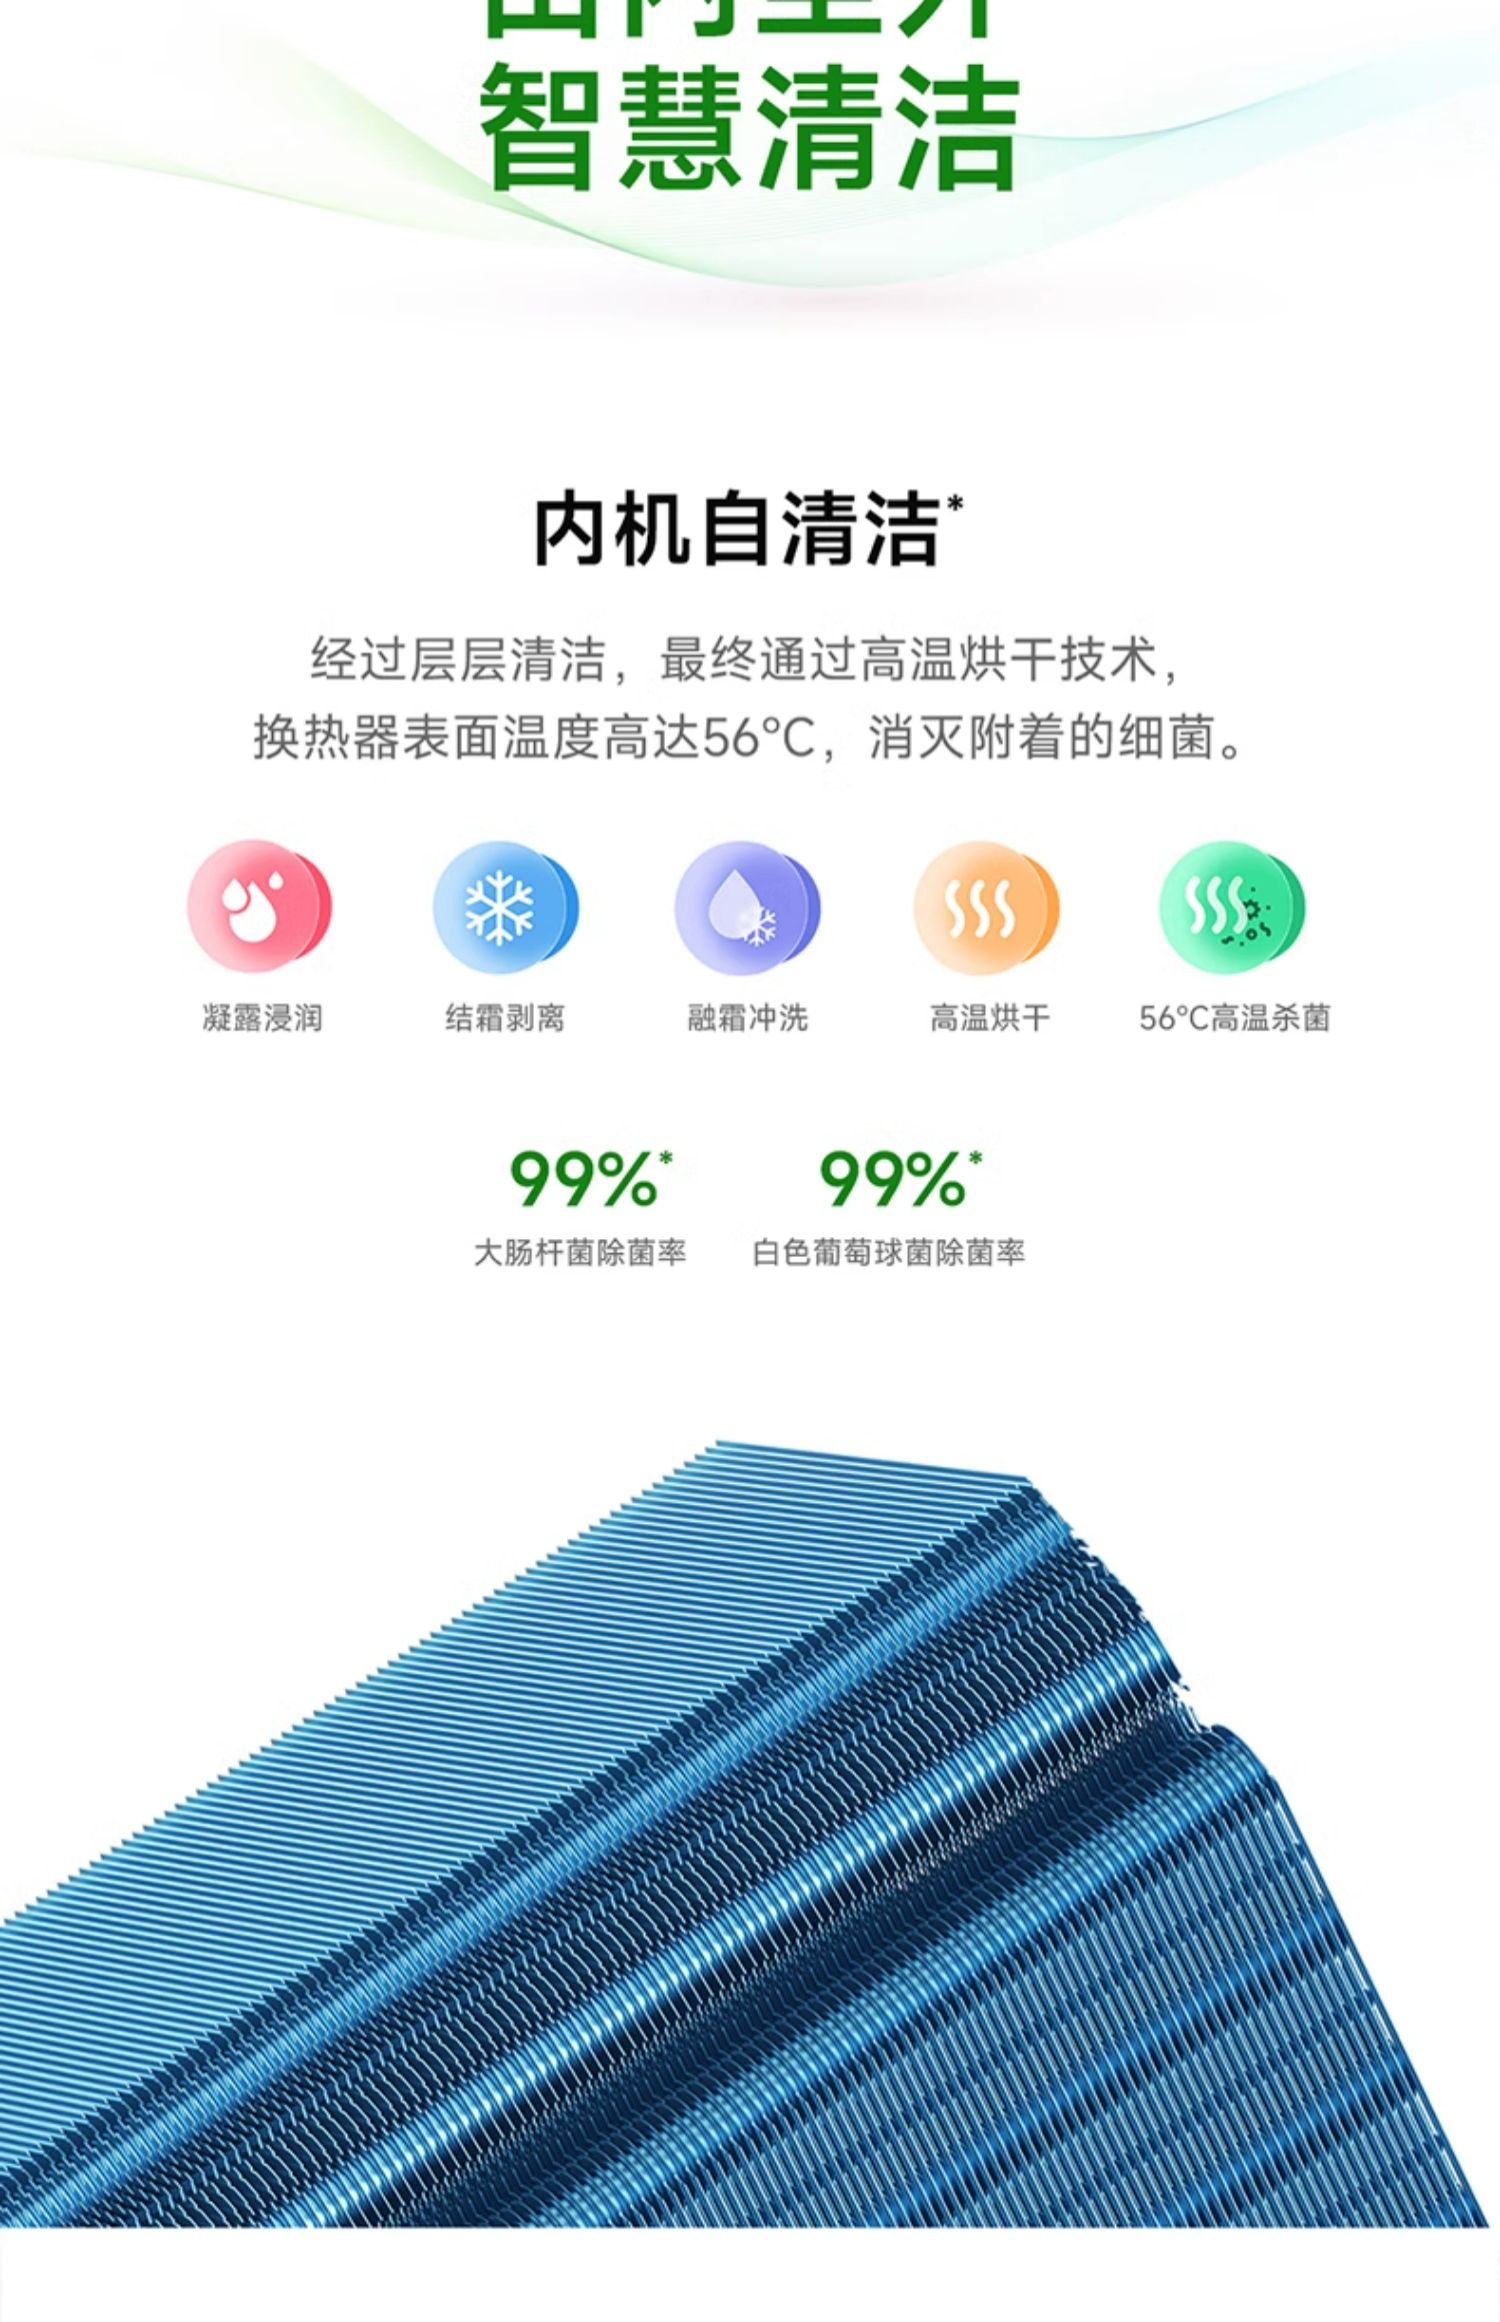 智慧清洁
内机自清洁*
经过层层清洁，最终通过高温烘干技术，
换热器表面温度高达56°C，消灭附着的细菌。
凝露浸润
结霜剥离
融霜冲洗
高温烘干
56°C高温杀菌
99%*
99%*
大肠杆菌除菌率
白色葡萄球菌除菌率